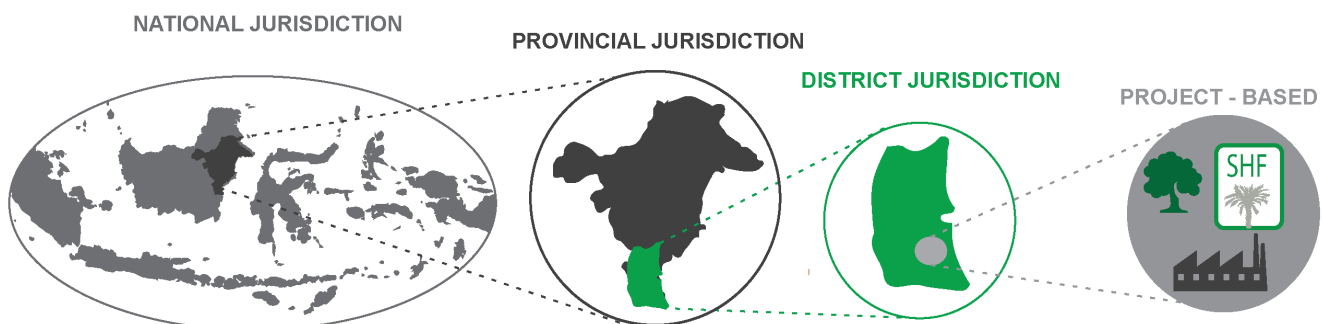 NATIONAL JURISDICTION
PROVINCIAL JURISDICTION
DISTRICT JURISDICTION
PROJECT - BASED
SHF